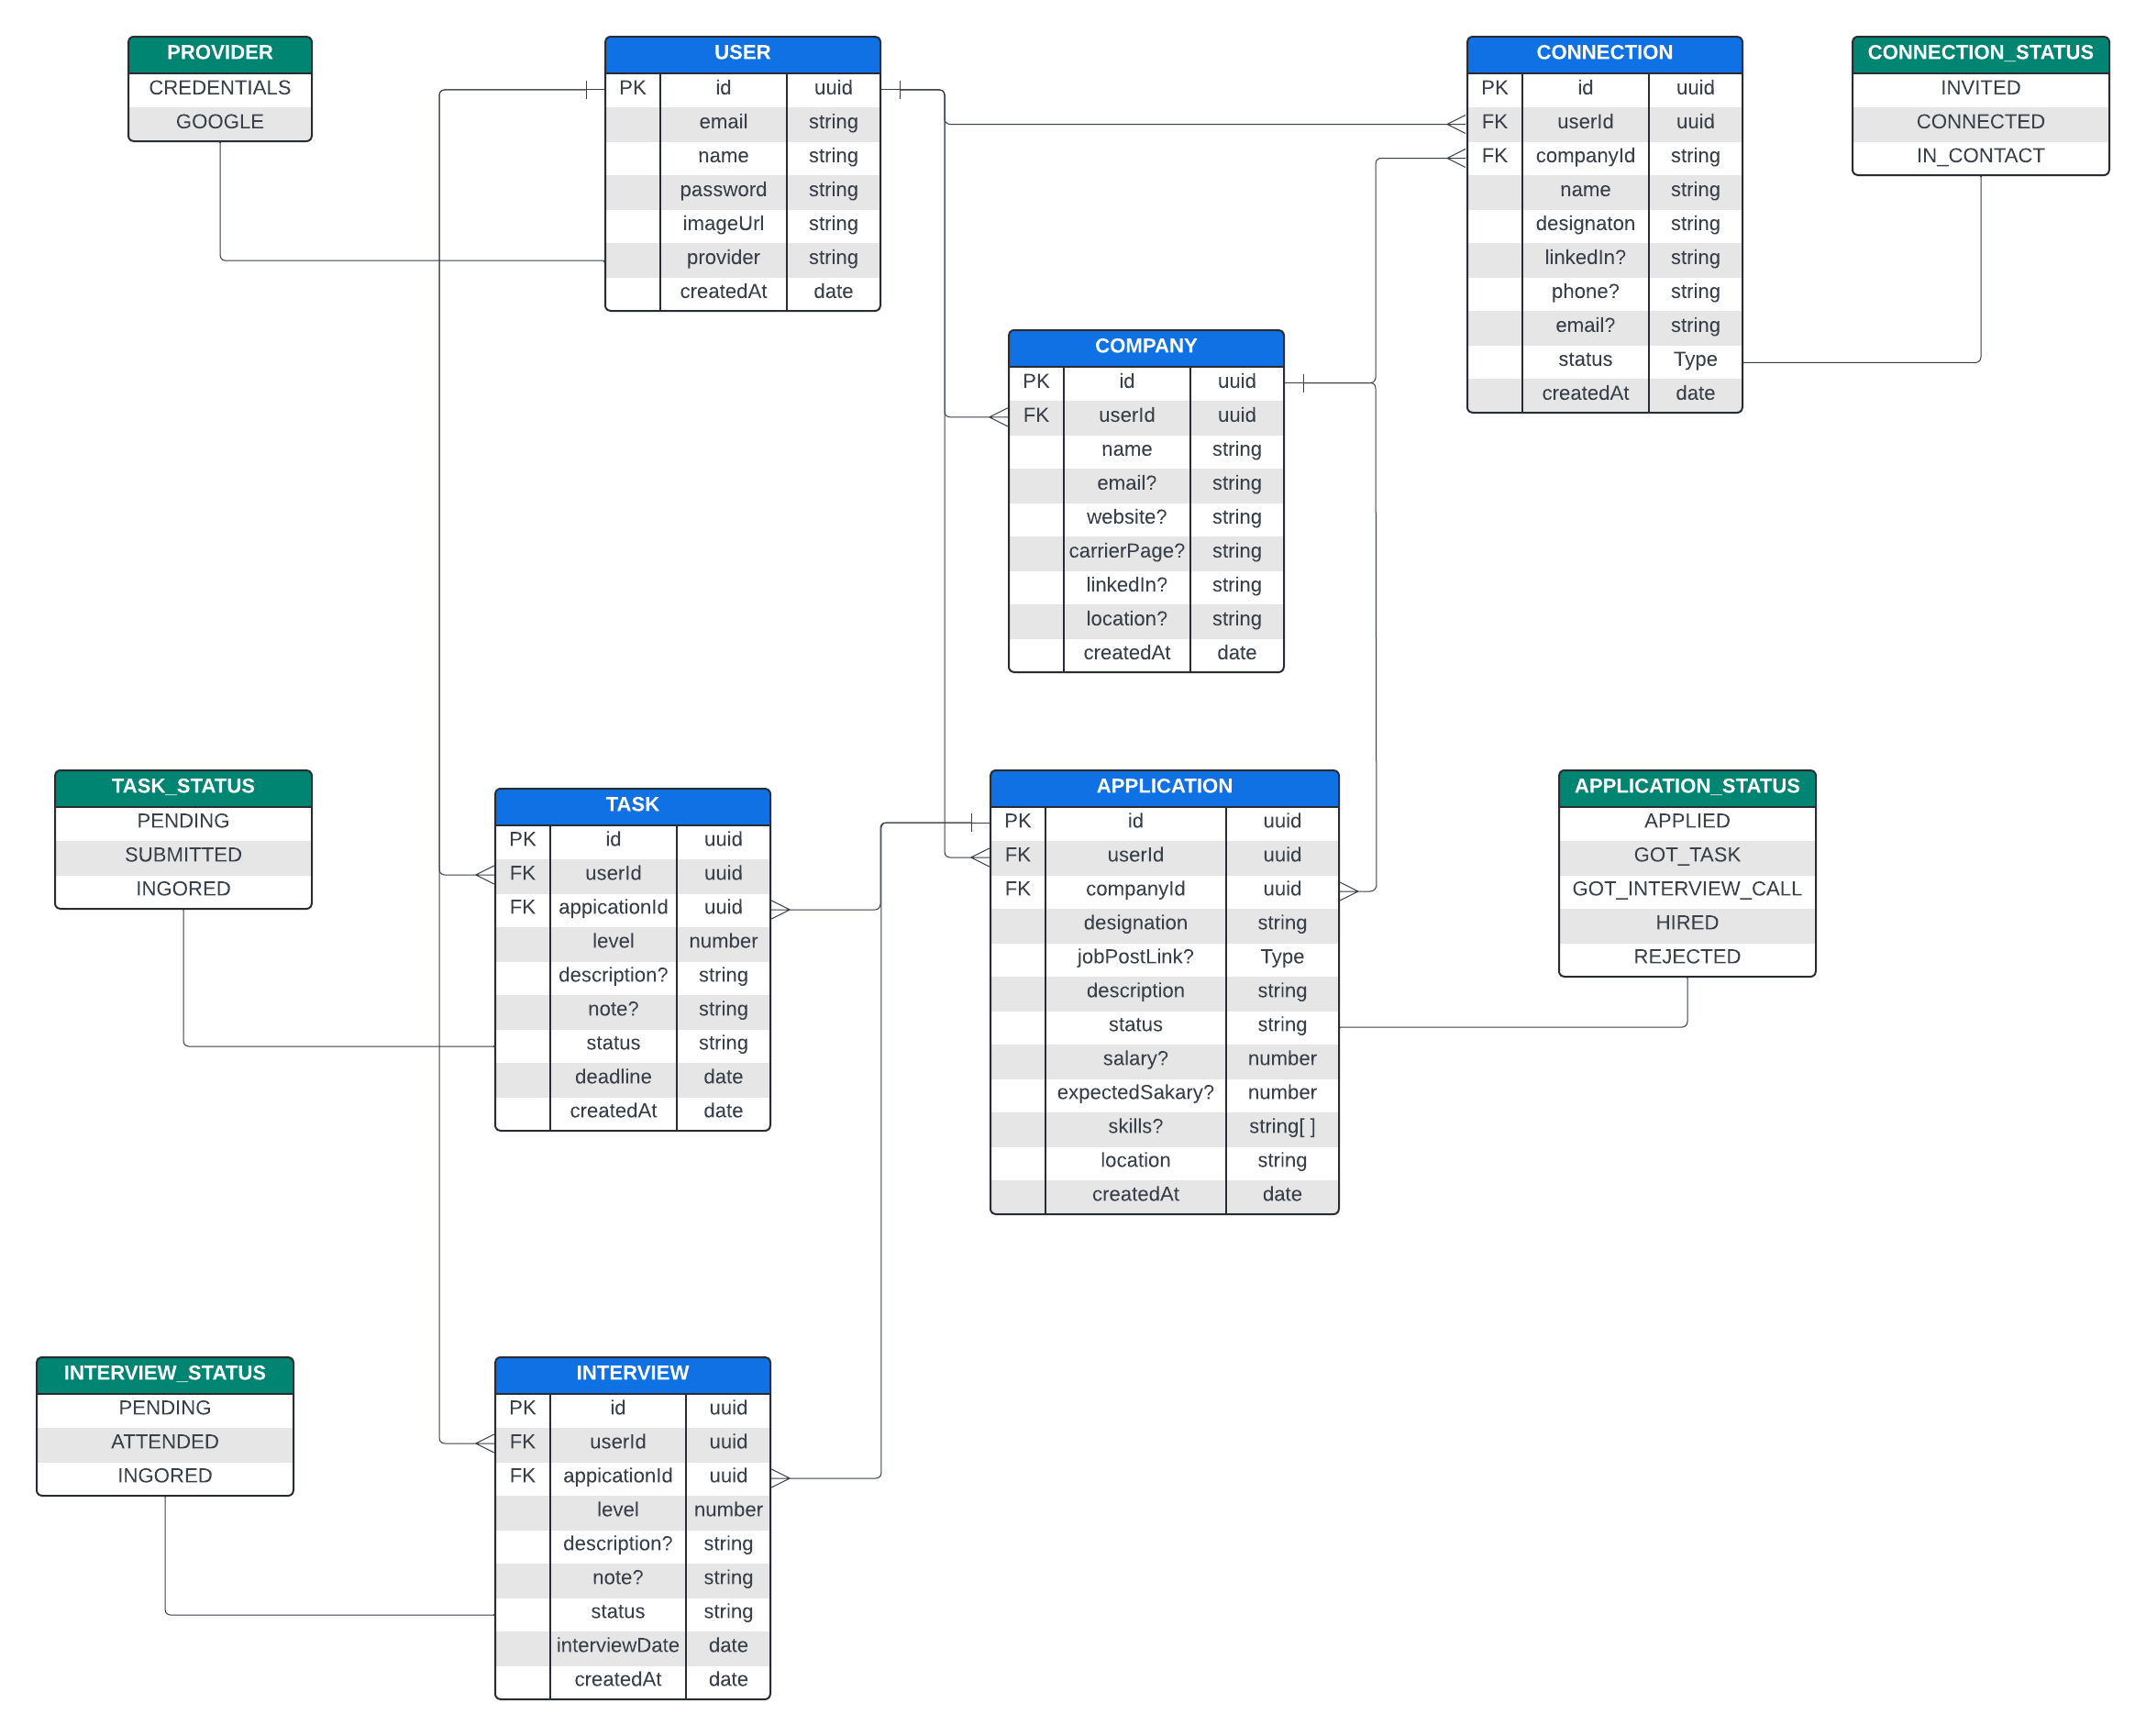 PROVIDER
CREDENTIALS
GOOGLE
USER
PK id uuid
email string
name string
password string
imageUrl string
provider string
createdAt date
CONNECTION
PK id uuid
FK userId uuid
FK companyId string
name string
designaton string
linkedIn? string
phone? string
email? string
status Type
createdAt date
CONNECTION_STATUS
INVITED
CONNECTED
IN_CONTACT
COMPANY
PK id uuid
FK userId uuid
name string
email? string
website? string
carrierPage? string
linkedIn? string
location? string
createdAt date
TASK_STATUS
PENDING
SUBMITTED
INGORED
TASK
PK id uuid
FK userId uuid
FK appicationId uuid
level number
description? string
note? string
status string
deadline date
createdAt date
APPLICATION
PK id uuid
FK userId uuid
FK companyId uuid
designation string
jobPostLink? Type
description string
status string
salary? number
expectedSakary? number
skills? string[ ]
location string
createdAt date
APPLICATION_STATUS
APPLIED
GOT_TASK
GOT_INTERVIEW_CALL
HIRED
REJECTED
INTERVIEW_STATUS
PENDING
ATTENDED
INGORED
INTERVIEW
PK id uuid
FK userId uuid
FK appicationId uuid
level number
description? string
note? string
status string
interviewDate date
createdAt date